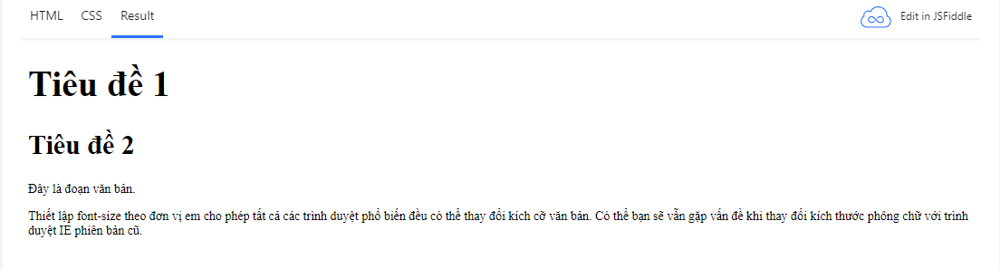 HTML CSS Result Edit in JSFiddle
Tiêu đề 1
Tiêu đề 2
Đây là đoạn văn bản.
Thiết lập font-size theo đơn vị em cho phép tất cả các trình duyệt phổ biến đều có thể thay đổi kích cỡ văn bản. Có thể bạn sẽ vẫn gặp vấn đề khi thay đổi kích thước phông chữ với trình
duyệt IE phiên bản cũ.